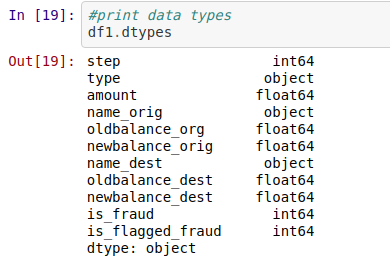 In [19]: #print data types
df1.dtypes
Out[19]: step int64
type object
amount float64
name_orig object
oldbalance_org float64
newbalance_orig float64
name_dest object
oldbalance_dest float64
newbalance_dest float64
is_fraud int64
is_flagged_fraud int64
dtype: object